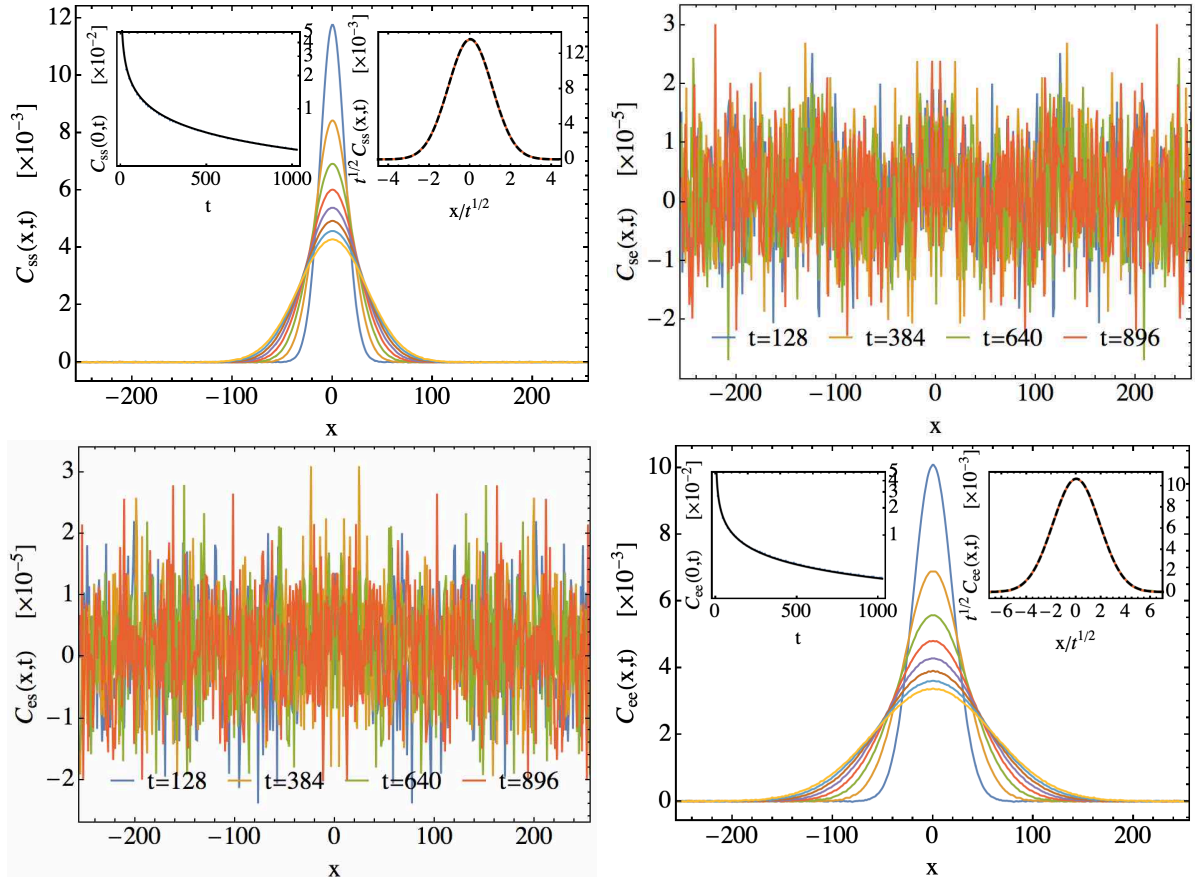 C_ss(x,t) [×10^−3]
12
10
8
6
4
2
0
−200 −100 0 100 200
x
C_ss(0,t) [×10^−2]
5
4
3
2
1
0 500 1000
t
t^1/2 C_ss(x,t) [×10^−3]
12
8
4
0
−4 −2 0 2 4
x/t^1/2
C_se(x,t) [×10^−5]
3
2
1
0
−1
−2
t=128 t=384 t=640 t=896
−200 −100 0 100 200
x
C_es(x,t) [×10^−5]
3
2
1
0
−1
−2
t=128 t=384 t=640 t=896
−200 −100 0 100 200
x
C_ee(x,t) [×10^−3]
10
8
6
4
2
0
−200 −100 0 100 200
x
C_ee(0,t) [×10^−2]
5
4
3
2
1
0 500 1000
t
t^1/2 C_ee(x,t) [×10^−3]
10
8
6
4
2
0
−6 −4 −2 0 2 4 6
x/t^1/2